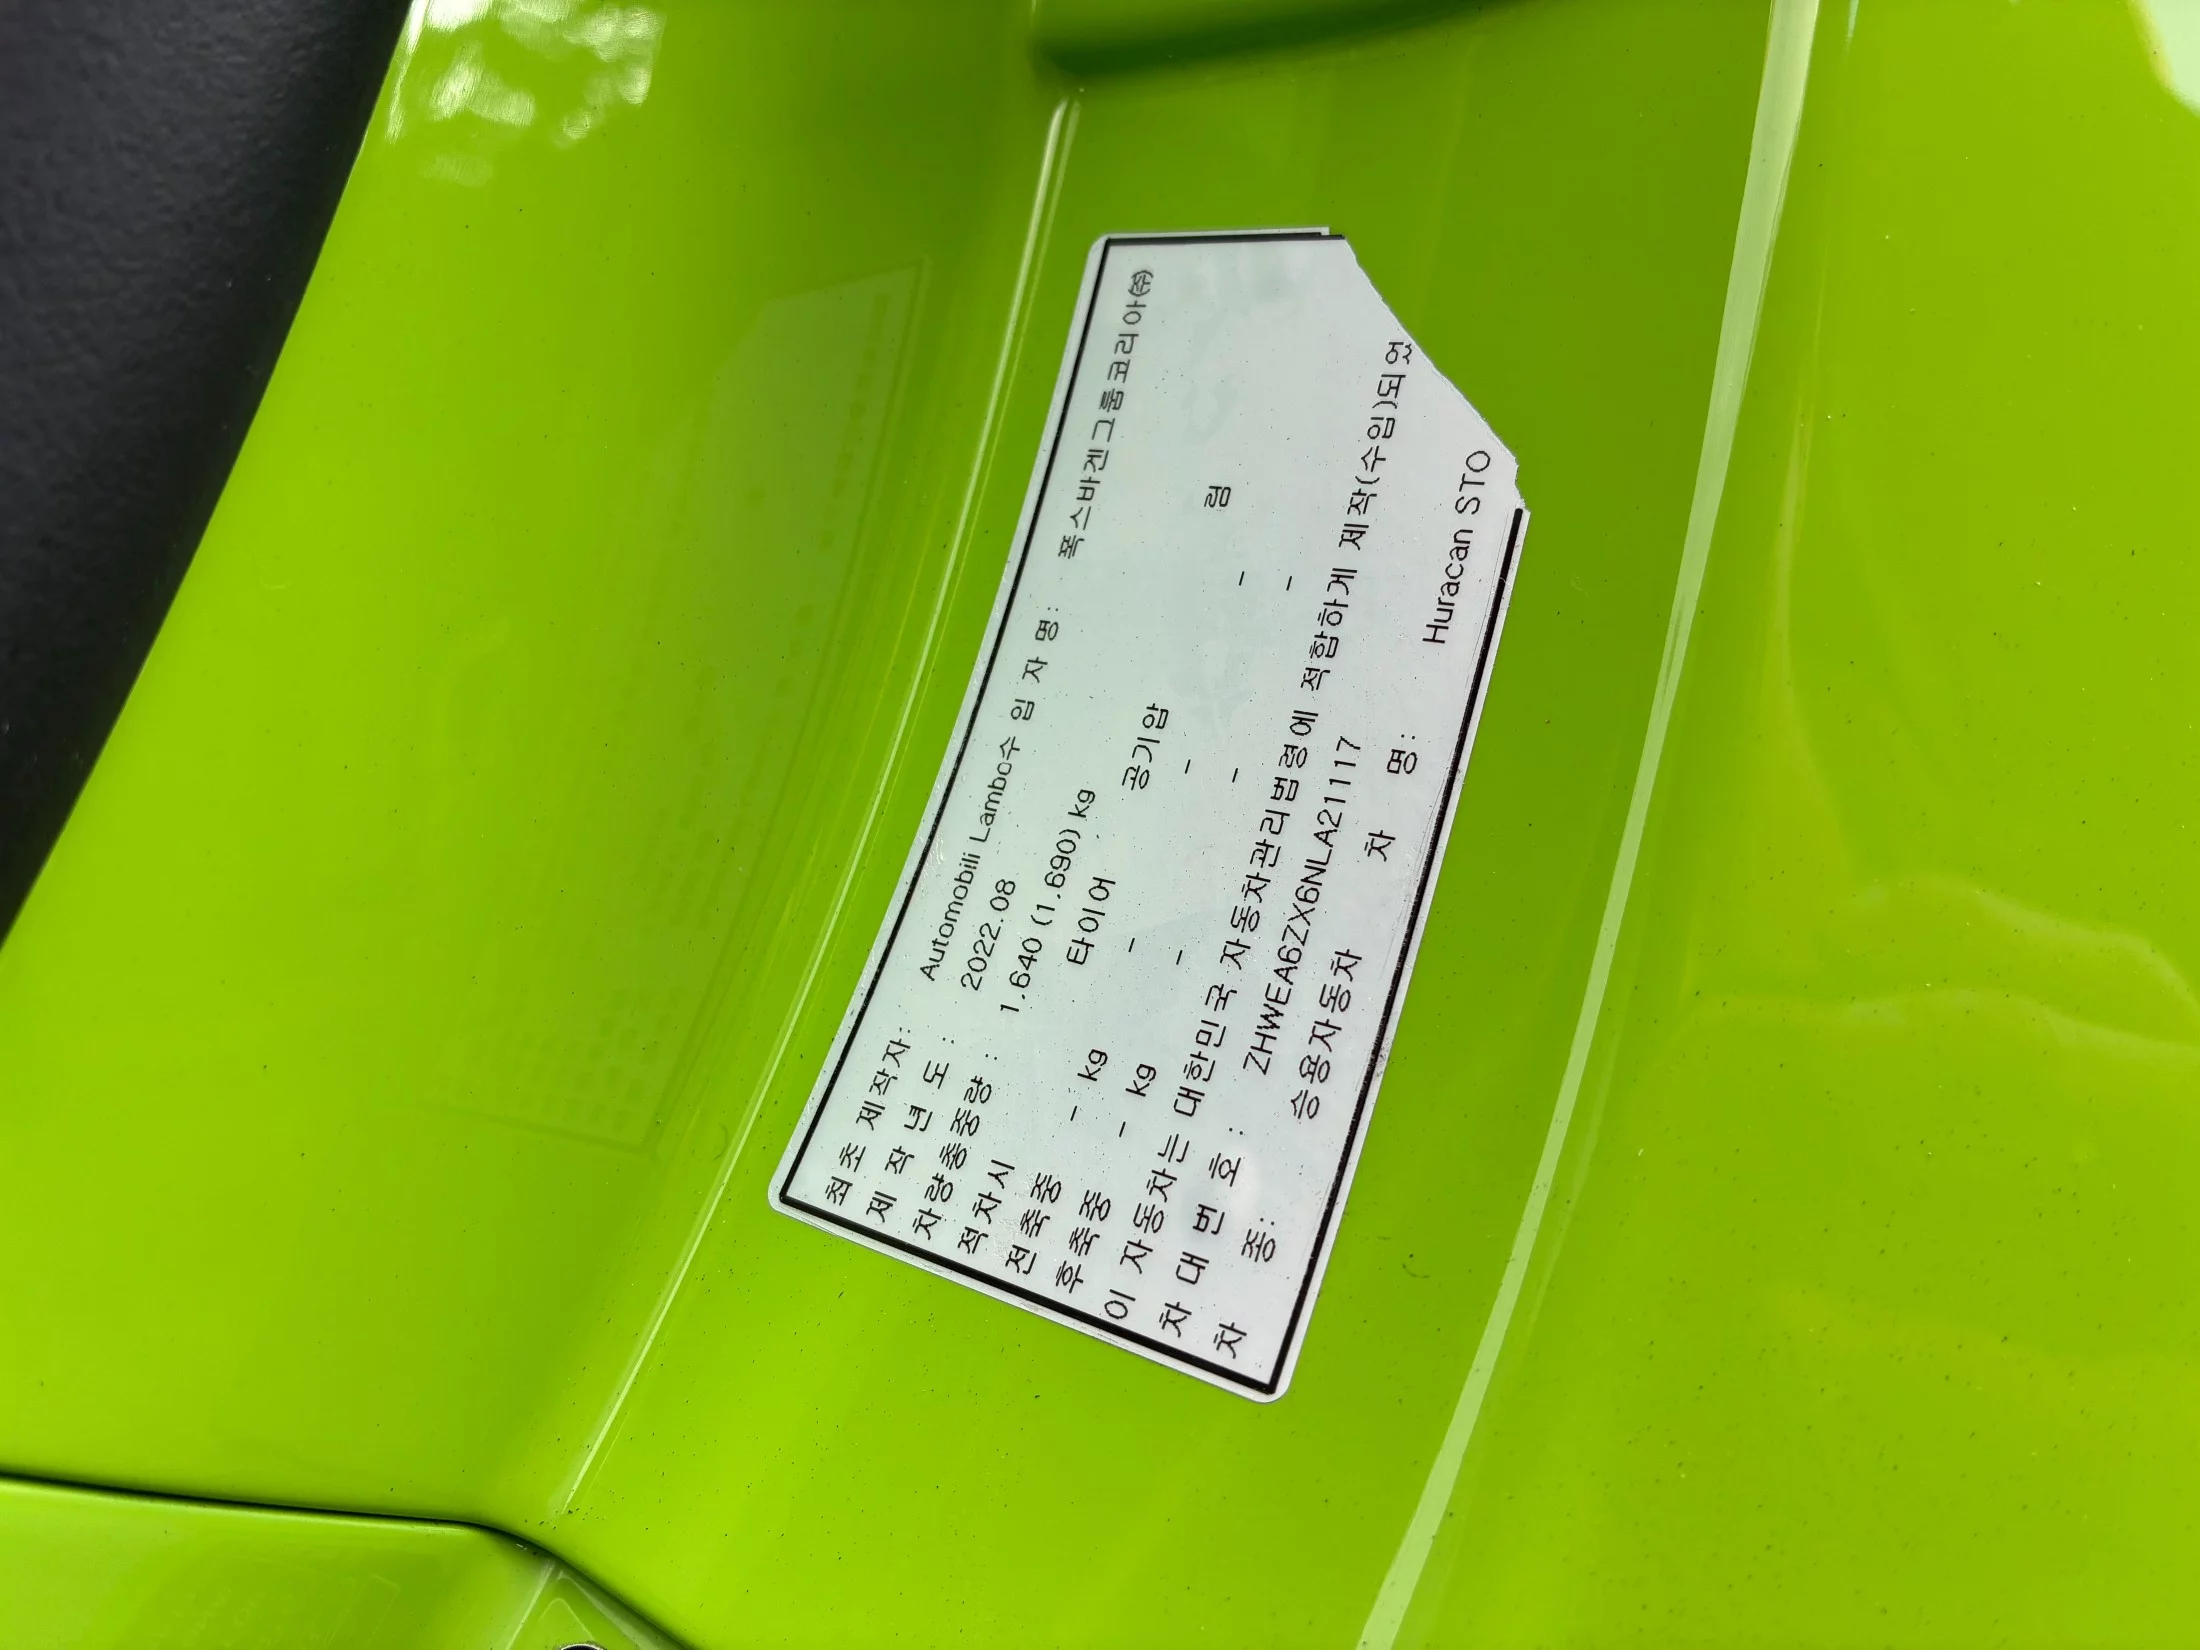 최초 제작자: Automobili Lambo수 입 자 명: 폭스바겐그룹코리아(주)
제 작 년 도 : 2022.08
차량총중량 : 1.640 (1.690) kg
적차시 타이어 공기압 림
전축중 - kg - - -
후축중 - kg - - -
이 자동차는 대한민국 자동차관리법령에 적합하게 제작(수입)되었
차 대 번 호 : ZHWEA6ZX6NLA21117
차 종: 승용자동차 차 명: Huracan STO